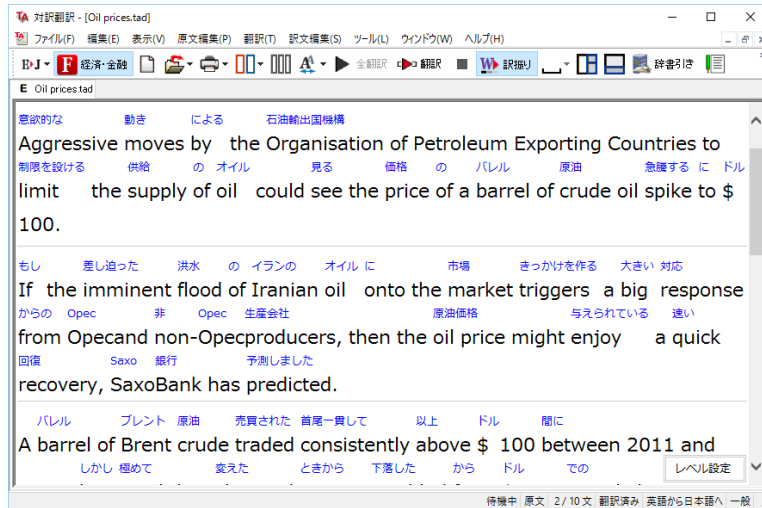 対訳翻訳 - [Oil prices.tad]
ファイル(F) 編集(E) 表示(V) 原文編集(P) 翻訳(T) 訳文編集(S) ツール(L) ウィンドウ(W) ヘルプ(H)
E▸J F 経済・金融 A 全翻訳 翻訳 W 訳振り 辞書引き
E Oil prices.tad
意欲的な 動き による 石油輸出国機構
Aggressive moves by the Organisation of Petroleum Exporting Countries to
制限を設ける 供給 の オイル 見る 価格 の バレル 原油 急騰する に ドル
limit the supply of oil could see the price of a barrel of crude oil spike to $
100.
もし 差し迫った 洪水 の イランの オイル に 市場 きっかけを作る 大きい 対応
If the imminent flood of Iranian oil onto the market triggers a big response
からの Opec 非 Opec 生産会社 原油価格 与えられている 速い
from Opecand non-Opecproducers, then the oil price might enjoy a quick
回復 Saxo 銀行 予測しました
recovery, SaxoBank has predicted.
バレル ブレント 原油 売買された 首尾一貫して 以上 ドル 間に
A barrel of Brent crude traded consistently above $ 100 between 2011 and
しかし 極めて 変えた ときから 下落した から ドル での
レベル設定
待機中 原文 2/10文 翻訳済み 英語から日本語へ 一般